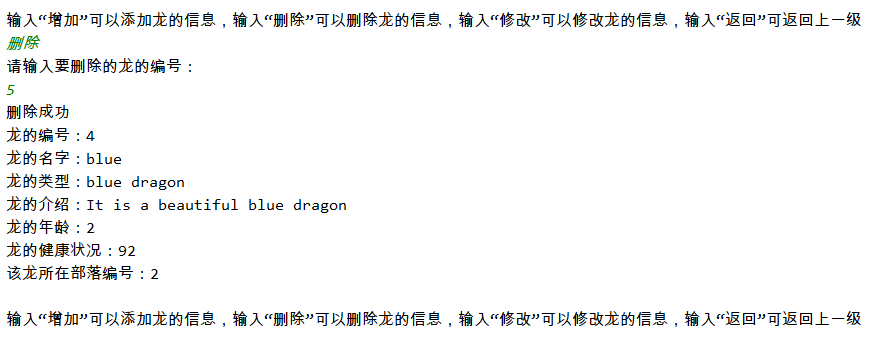 输入“增加”可以添加龙的信息，输入“删除”可以删除龙的信息，输入“修改”可以修改龙的信息，输入“返回”可返回上一级
删除
请输入要删除的龙的编号：
5
删除成功
龙的编号：4
龙的名字：blue
龙的类型：blue dragon
龙的介绍：It is a beautiful blue dragon
龙的年龄：2
龙的健康状况：92
该龙所在部落编号：2
输入“增加”可以添加龙的信息，输入“删除”可以删除龙的信息，输入“修改”可以修改龙的信息，输入“返回”可返回上一级